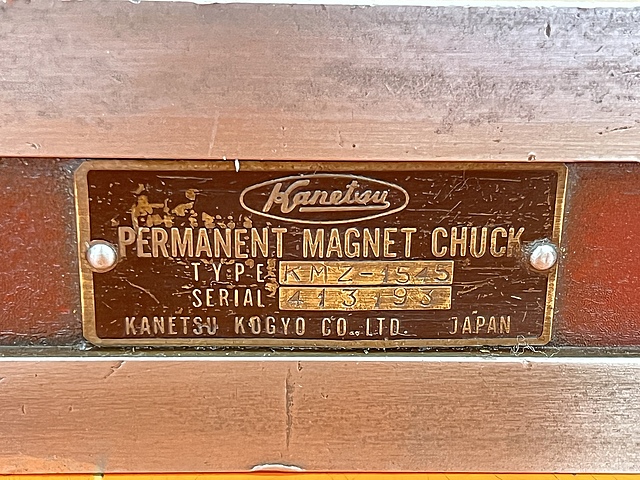 Kanetsu
PERMANENT MAGNET CHUCK
TYPE KMZ-1545
SERIAL 413193
KANETSU KOGYO CO.,LTD. JAPAN